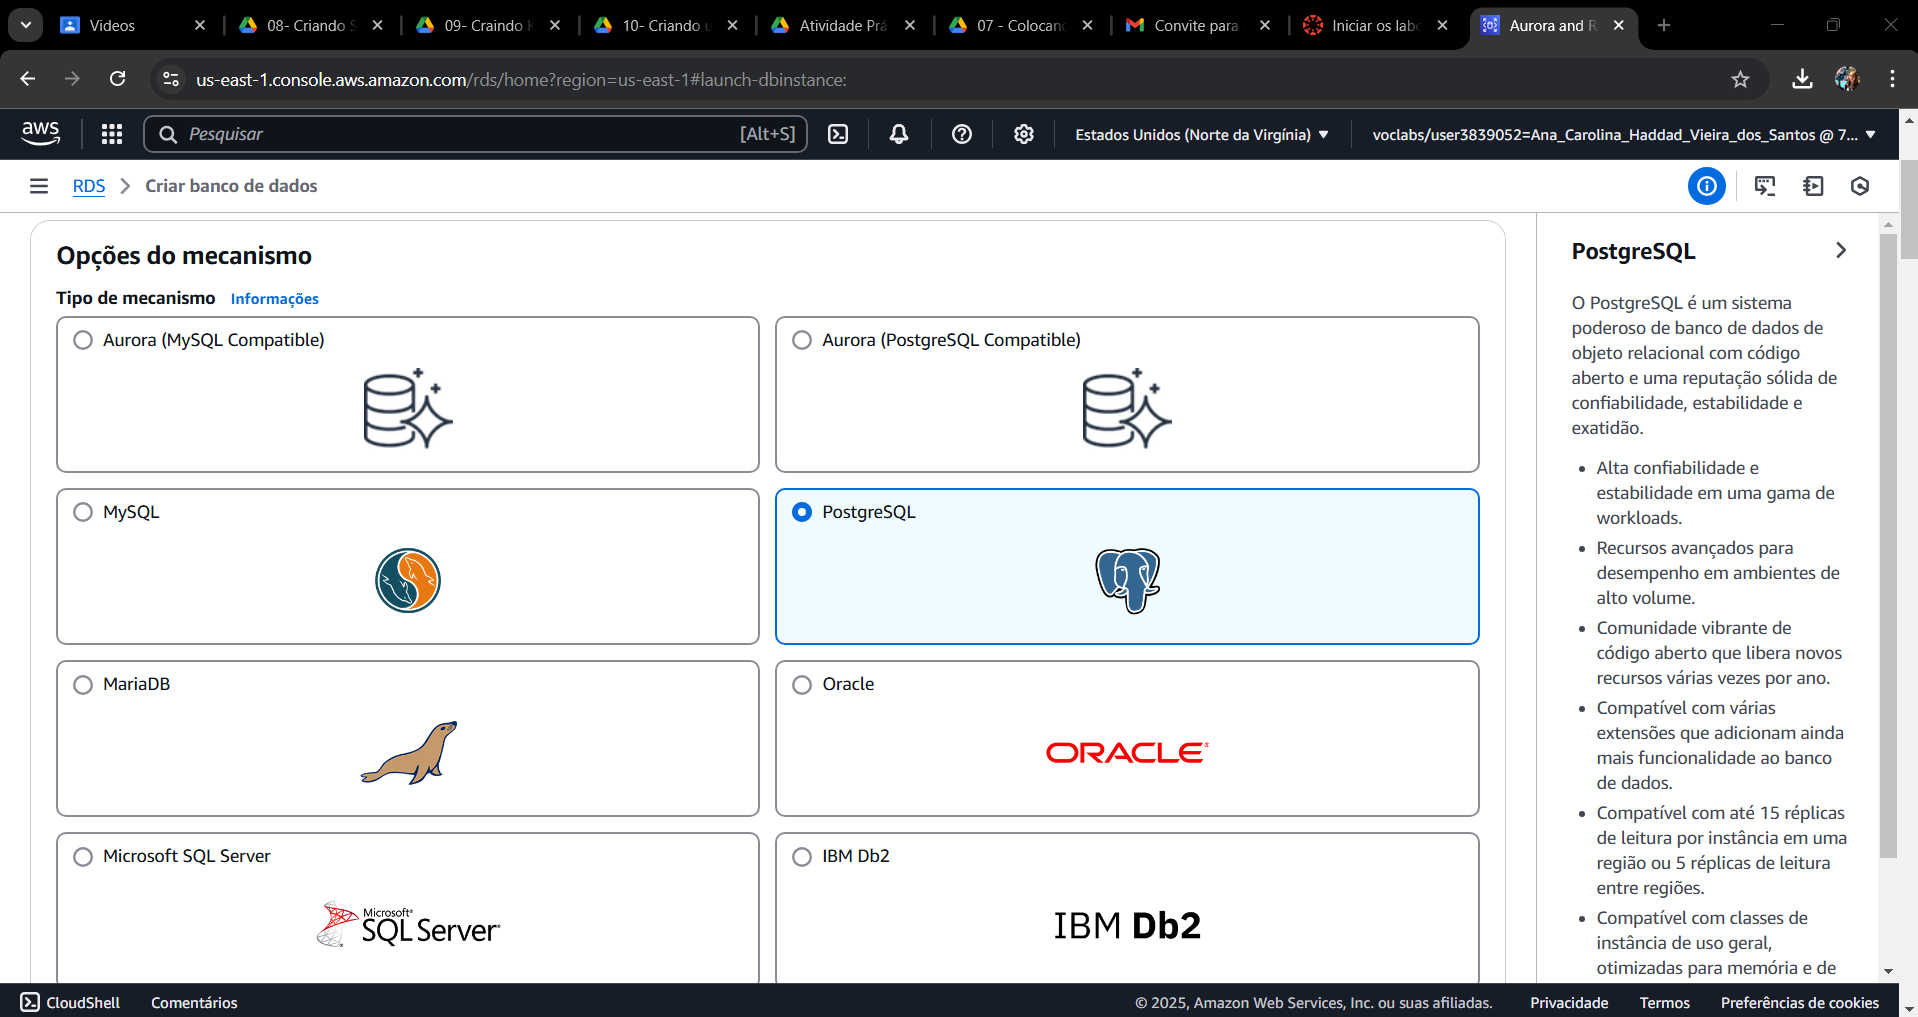 Videos
08- Criando S
09- Craindo K
10- Criando u
Atividade Prá
07 - Colocand
Convite para
Iniciar os labo
Aurora and R
us-east-1.console.aws.amazon.com/rds/home?region=us-east-1#launch-dbinstance:
aws
Pesquisar
[Alt+S]
Estados Unidos (Norte da Virgínia)
voclabs/user3839052=Ana_Carolina_Haddad_Vieira_dos_Santos @ 7...
RDS
Criar banco de dados
Opções do mecanismo
Tipo de mecanismo Informações
Aurora (MySQL Compatible)
Aurora (PostgreSQL Compatible)
MySQL
PostgreSQL
MariaDB
Oracle
ORACLE
Microsoft SQL Server
Microsoft
SQL Server
IBM Db2
IBM Db2
PostgreSQL
O PostgreSQL é um sistema
poderoso de banco de dados de
objeto relacional com código
aberto e uma reputação sólida de
confiabilidade, estabilidade e
exatidão.
Alta confiabilidade e
estabilidade em uma gama de
workloads.
Recursos avançados para
desempenho em ambientes de
alto volume.
Comunidade vibrante de
código aberto que libera novos
recursos várias vezes por ano.
Compatível com várias
extensões que adicionam ainda
mais funcionalidade ao banco
de dados.
Compatível com até 15 réplicas
de leitura por instância em uma
região ou 5 réplicas de leitura
entre regiões.
Compatível com classes de
instância de uso geral,
otimizadas para memória e de
CloudShell
Comentários
© 2025, Amazon Web Services, Inc. ou suas afiliadas.
Privacidade
Termos
Preferências de cookies